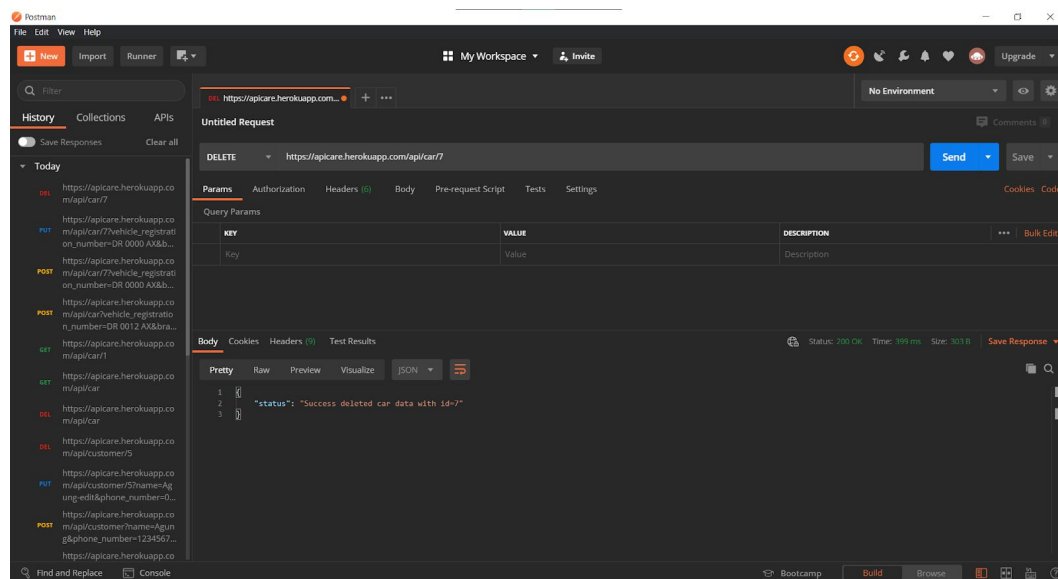 Postman
File Edit View Help
New Import Runner My Workspace Invite Upgrade
Filter
History Collections APIs
Save Responses Clear all
Today
DEL https://apicare.herokuapp.co
m/api/car/7
PUT https://apicare.herokuapp.co
m/api/car/7?vehicle_registrati
on_number=DR 0000 AX&b...
POST https://apicare.herokuapp.co
m/api/car/7?vehicle_registrati
on_number=DR 0000 AX&b...
POST https://apicare.herokuapp.co
m/api/car?vehicle_registratio
n_number=DR 0012 AX&bra...
GET https://apicare.herokuapp.co
m/api/car/1
GET https://apicare.herokuapp.co
m/api/car
DEL https://apicare.herokuapp.co
m/api/car
DEL https://apicare.herokuapp.co
m/api/customer/5
PUT https://apicare.herokuapp.co
m/api/customer/5?name=Ag
ung-edit&phone_number=0...
POST https://apicare.herokuapp.co
m/api/customer?name=Agun
g&phone_number=1234567...
https://apicare.herokuapp.co
DEL https://apicare.herokuapp.com... + •••
No Environment
Untitled Request
Comments 0
DELETE https://apicare.herokuapp.com/api/car/7 Send Save
Params Authorization Headers (6) Body Pre-request Script Tests Settings Cookies Code
Query Params
KEY VALUE DESCRIPTION ••• Bulk Edit
Key Value Description
Body Cookies Headers (9) Test Results Status: 200 OK Time: 399 ms Size: 303 B Save Response
Pretty Raw Preview Visualize JSON
1 {
2 "status": "Success deleted car data with id=7"
3 }
Find and Replace Console Bootcamp Build Browse